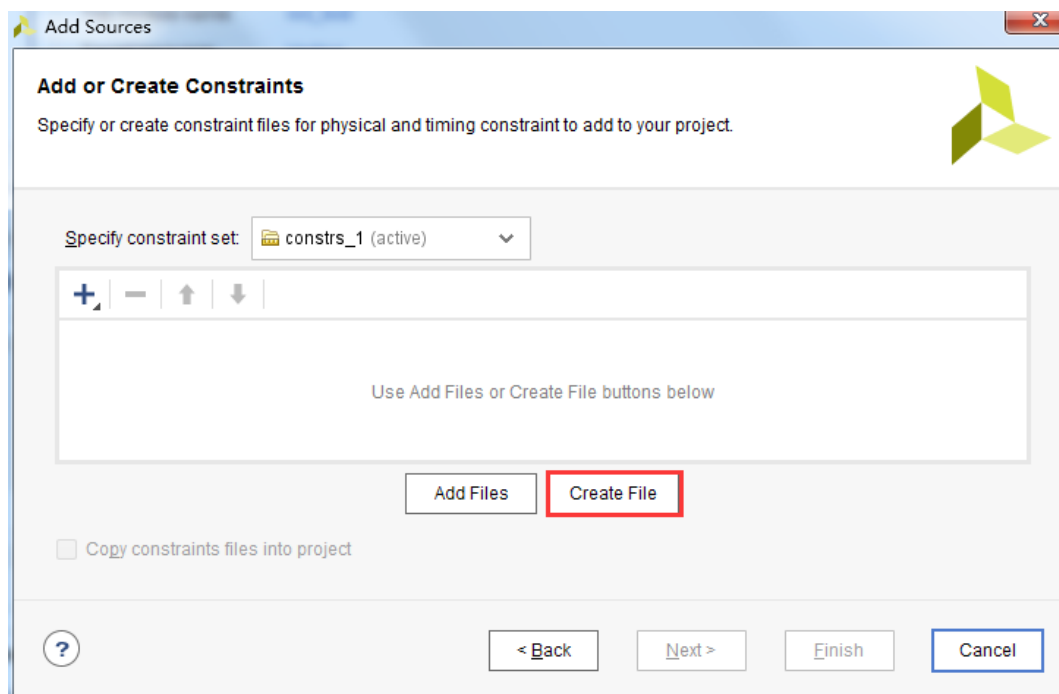 Add Sources
X
Add or Create Constraints
Specify or create constraint files for physical and timing constraint to add to your project.
Specify constraint set: constrs_1 (active)
Use Add Files or Create File buttons below
Add Files Create File
Copy constraints files into project
? < Back Next > Finish Cancel